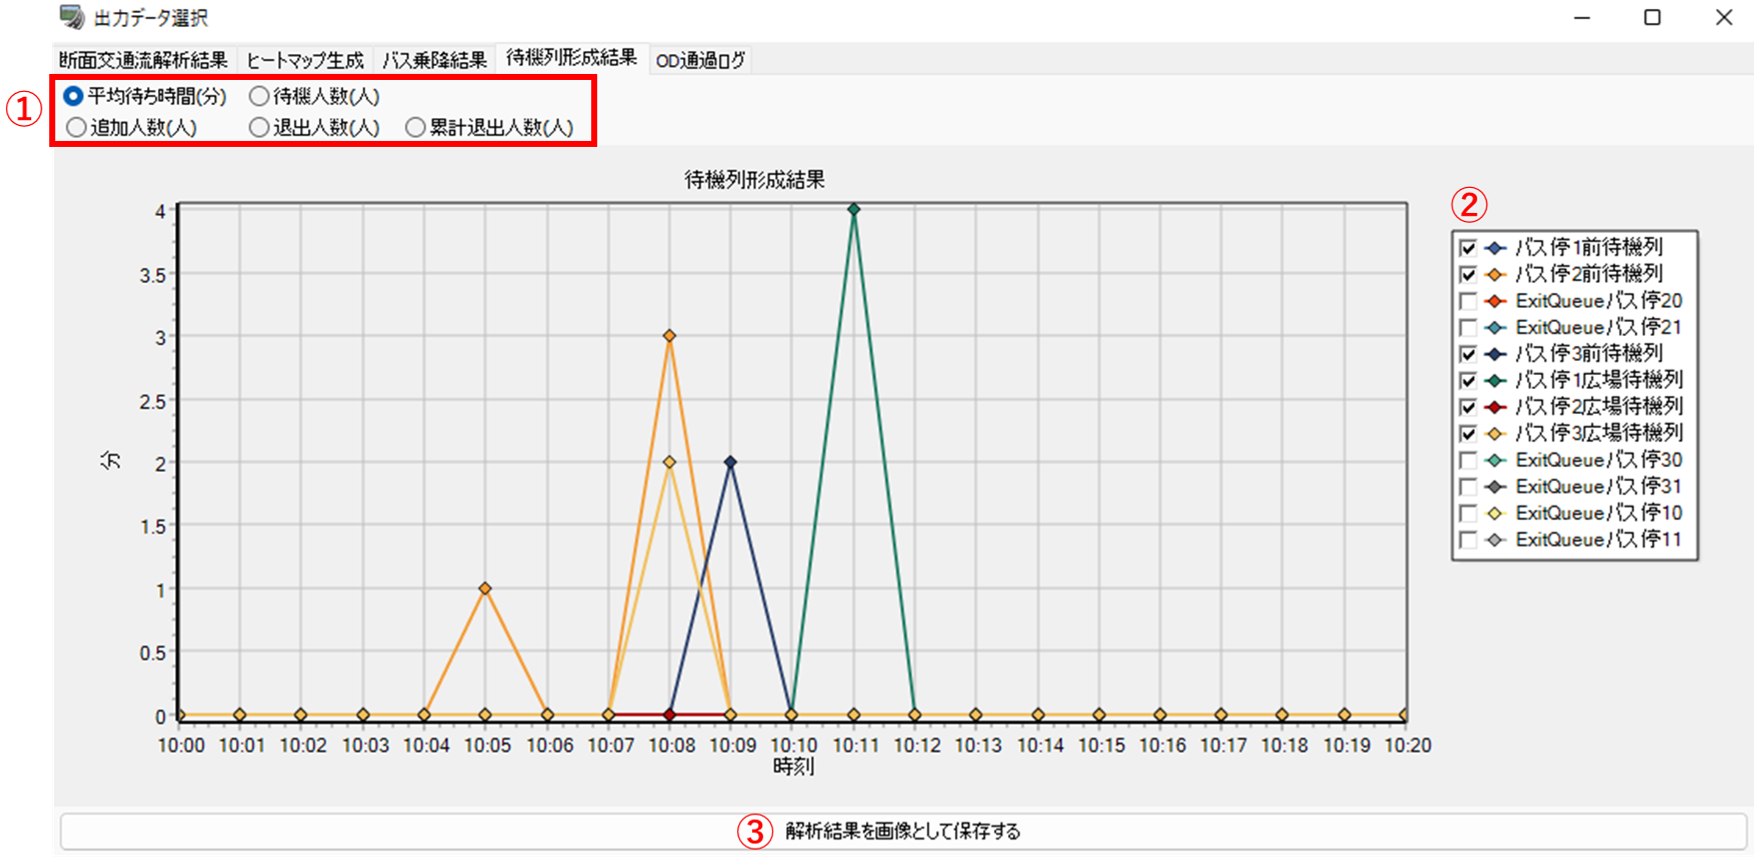 出力データ選択
断面交通流解析結果 ヒートマップ生成 バス乗降結果 待機列形成結果 OD通過ログ
① 平均待ち時間(分) 待機人数(人)
追加人数(人) 退出人数(人) 累計退出人数(人)
待機列形成結果
4
3.5
3
2.5
2
1.5
1
0.5
0
分
10:00 10:01 10:02 10:03 10:04 10:05 10:06 10:07 10:08 10:09 10:10 10:11 10:12 10:13 10:14 10:15 10:16 10:17 10:18 10:19 10:20
時刻
②
バス停1前待機列
バス停2前待機列
ExitQueueバス停20
ExitQueueバス停21
バス停3前待機列
バス停1広場待機列
バス停2広場待機列
バス停3広場待機列
ExitQueueバス停30
ExitQueueバス停31
ExitQueueバス停10
ExitQueueバス停11
③ 解析結果を画像として保存する